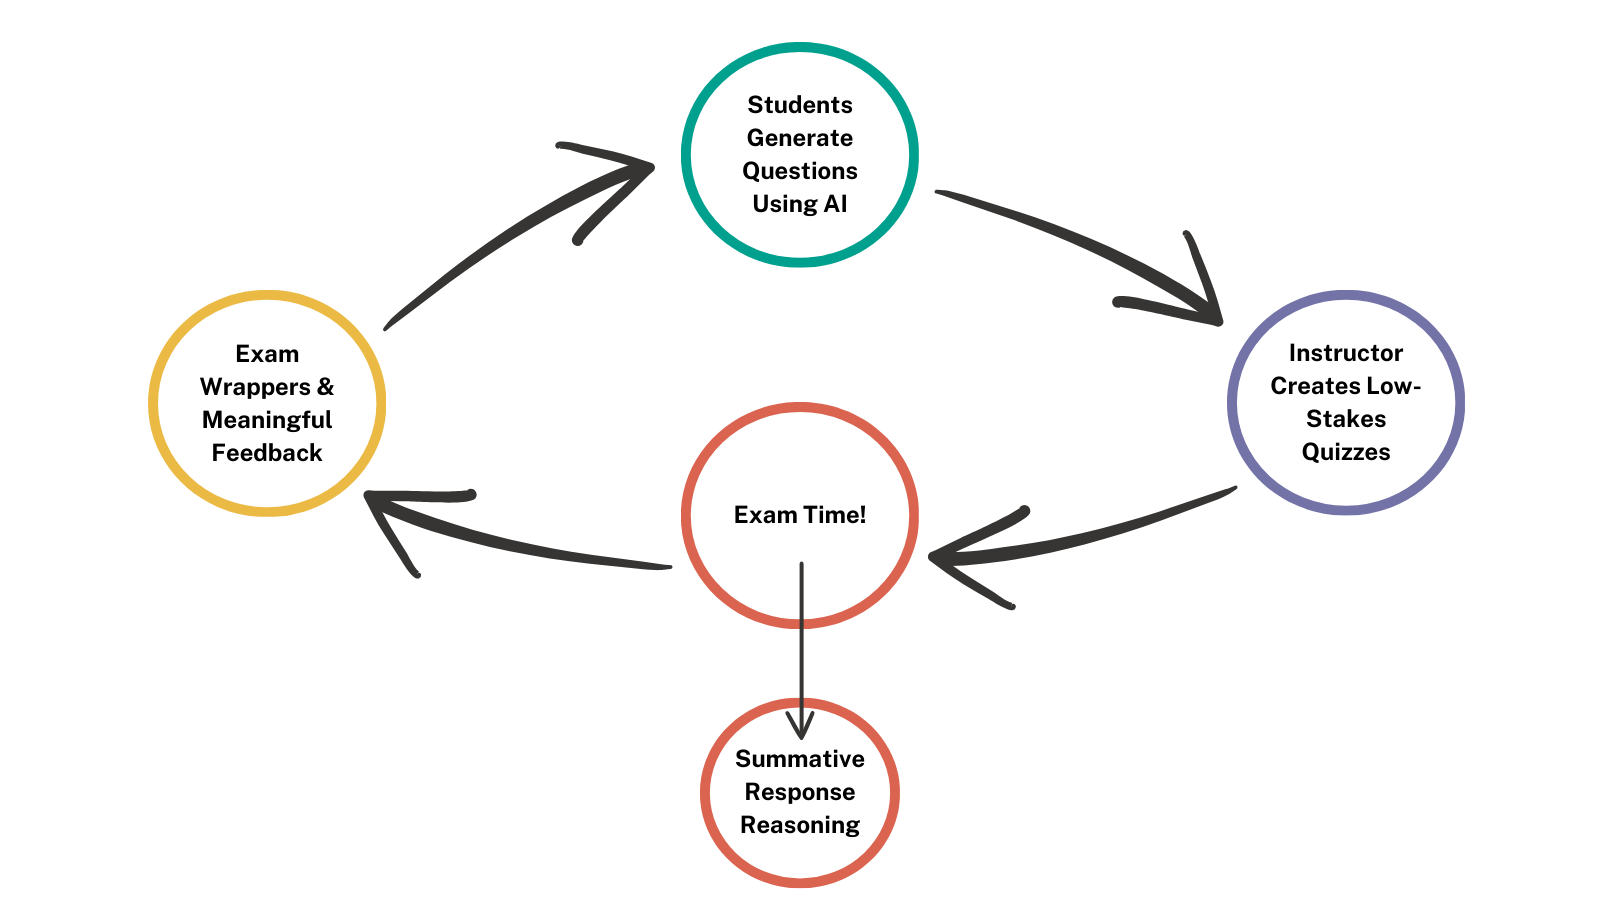 Students
Generate
Questions
Using AI
Exam
Wrappers &
Meaningful
Feedback
Instructor
Creates Low-
Stakes
Quizzes
Exam Time!
Summative
Response
Reasoning